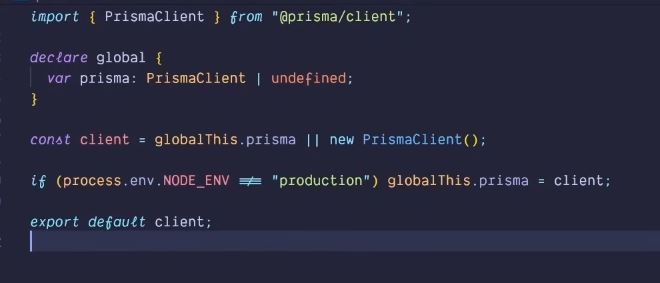 import { PrismaClient } from "@prisma/client";
declare global {
var prisma: PrismaClient | undefined;
}
const client = globalThis.prisma || new PrismaClient();
if (process.env.NODE_ENV !== "production") globalThis.prisma = client;
export default client;